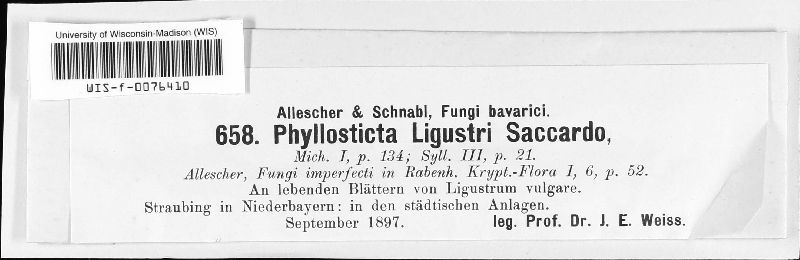 University of Wisconsin-Madison (WIS)
WIS-f-0076410
Allescher & Schnabl, Fungi bavarici.
658. Phyllosticta Ligustri Saccardo,
Mich. I, p. 134; Syll. III, p. 21.
Allescher, Fungi imperfecti in Rabenh. Krypt.-Flora I, 6, p. 52.
An lebenden Blättern von Ligustrum vulgare.
Straubing in Niederbayern: in den städtischen Anlagen.
September 1897. leg. Prof. Dr. J. E. Weiss.